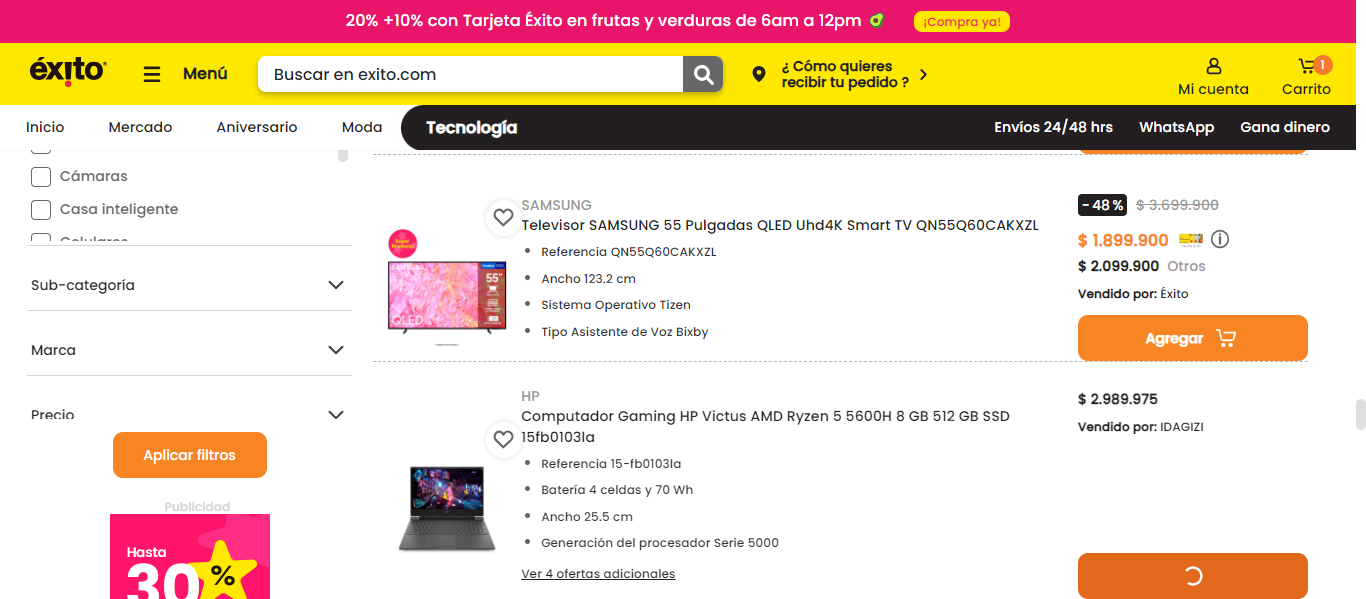 20% +10% con Tarjeta Éxito en frutas y verduras de 6am a 12pm
¡Compra ya!
éxito
Menú
Buscar en exito.com
¿ Cómo quieres
recibir tu pedido ?
Mi cuenta
1
Carrito
Inicio
Mercado
Aniversario
Moda
Tecnología
Envíos 24/48 hrs
WhatsApp
Gana dinero
Cámaras
Casa inteligente
Celulares
Sub-categoría
Marca
Precio
Aplicar filtros
Publicidad
Hasta
30%
SAMSUNG
Televisor SAMSUNG 55 Pulgadas QLED Uhd4K Smart TV QN55Q60CAKXZL
Referencia QN55Q60CAKXZL
Ancho 123.2 cm
Sistema Operativo Tizen
Tipo Asistente de Voz Bixby
SAMSUNG
55"
QLED
- 48 %
$ 3.699.900
$ 1.899.900
$ 2.099.900 Otros
Vendido por: Éxito
Agregar
HP
Computador Gaming HP Victus AMD Ryzen 5 5600H 8 GB 512 GB SSD
15fb0103la
Referencia 15-fb0103la
Batería 4 celdas y 70 Wh
Ancho 25.5 cm
Generación del procesador Serie 5000
Ver 4 ofertas adicionales
$ 2.989.975
Vendido por: IDAGIZI